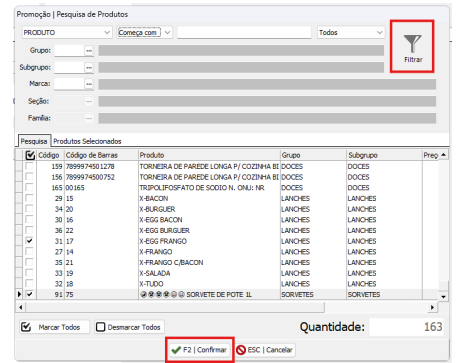 Promoção | Pesquisa de Produtos
PRODUTO Começa com Todos
Filtrar
Grupo:
Subgrupo:
Marca:
Seção:
Família:
Pesquisa Produtos Selecionados
Código Código de Barras Produto Grupo Subgrupo Preç
159 7899974501278 TORNEIRA DE PAREDE LONGA P/ COZINHA BI DOCES DOCES
156 7899974500752 TORNEIRA DE PAREDE LONGA P/ COZINHA BI DOCES DOCES
165 00165 TRIPOLIFOSFATO DE SODIO N. ONU: NR DOCES DOCES
29 15 X-BACON LANCHES LANCHES
34 20 X-BURGUER LANCHES LANCHES
30 16 X-EGG BACON LANCHES LANCHES
36 22 X-EGG BURGUER LANCHES LANCHES
31 17 X-EGG FRANGO LANCHES LANCHES
27 14 X-FRANGO LANCHES LANCHES
35 21 X-FRANGO C/BACON LANCHES LANCHES
33 19 X-SALADA LANCHES LANCHES
32 18 X-TUDO LANCHES LANCHES
91 75 SORVETE DE POTE 1L SORVETES SORVETES
Marcar Todos Desmarcar Todos Quantidade: 163
F2 | Confirmar ESC | Cancelar